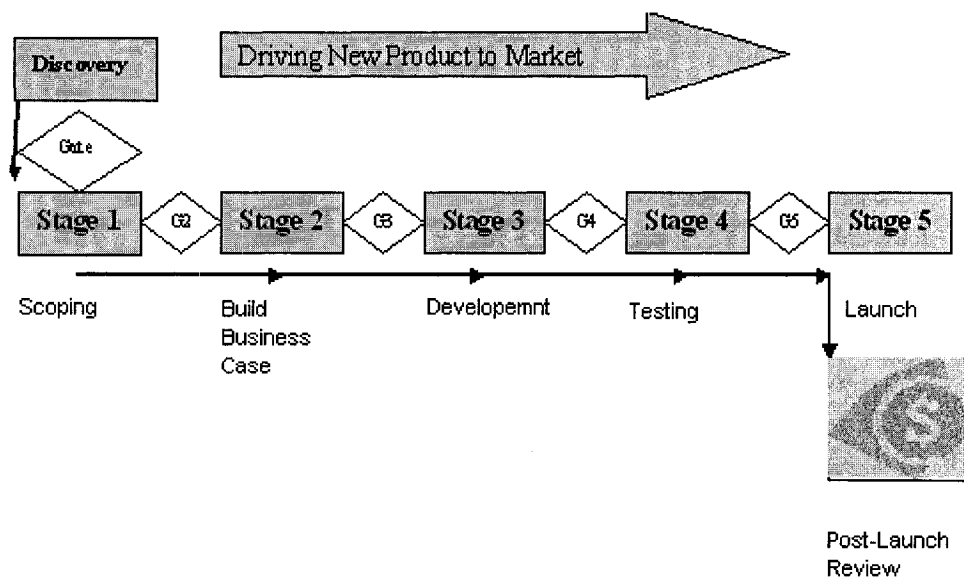 Driving New Product to Market
Discovery
Gate
Stage 1
G2
Stage 2
G3
Stage 3
G4
Stage 4
G5
Stage 5
Scoping
Build
Business
Case
Developemnt
Testing
Launch
$
Post-Launch
Review